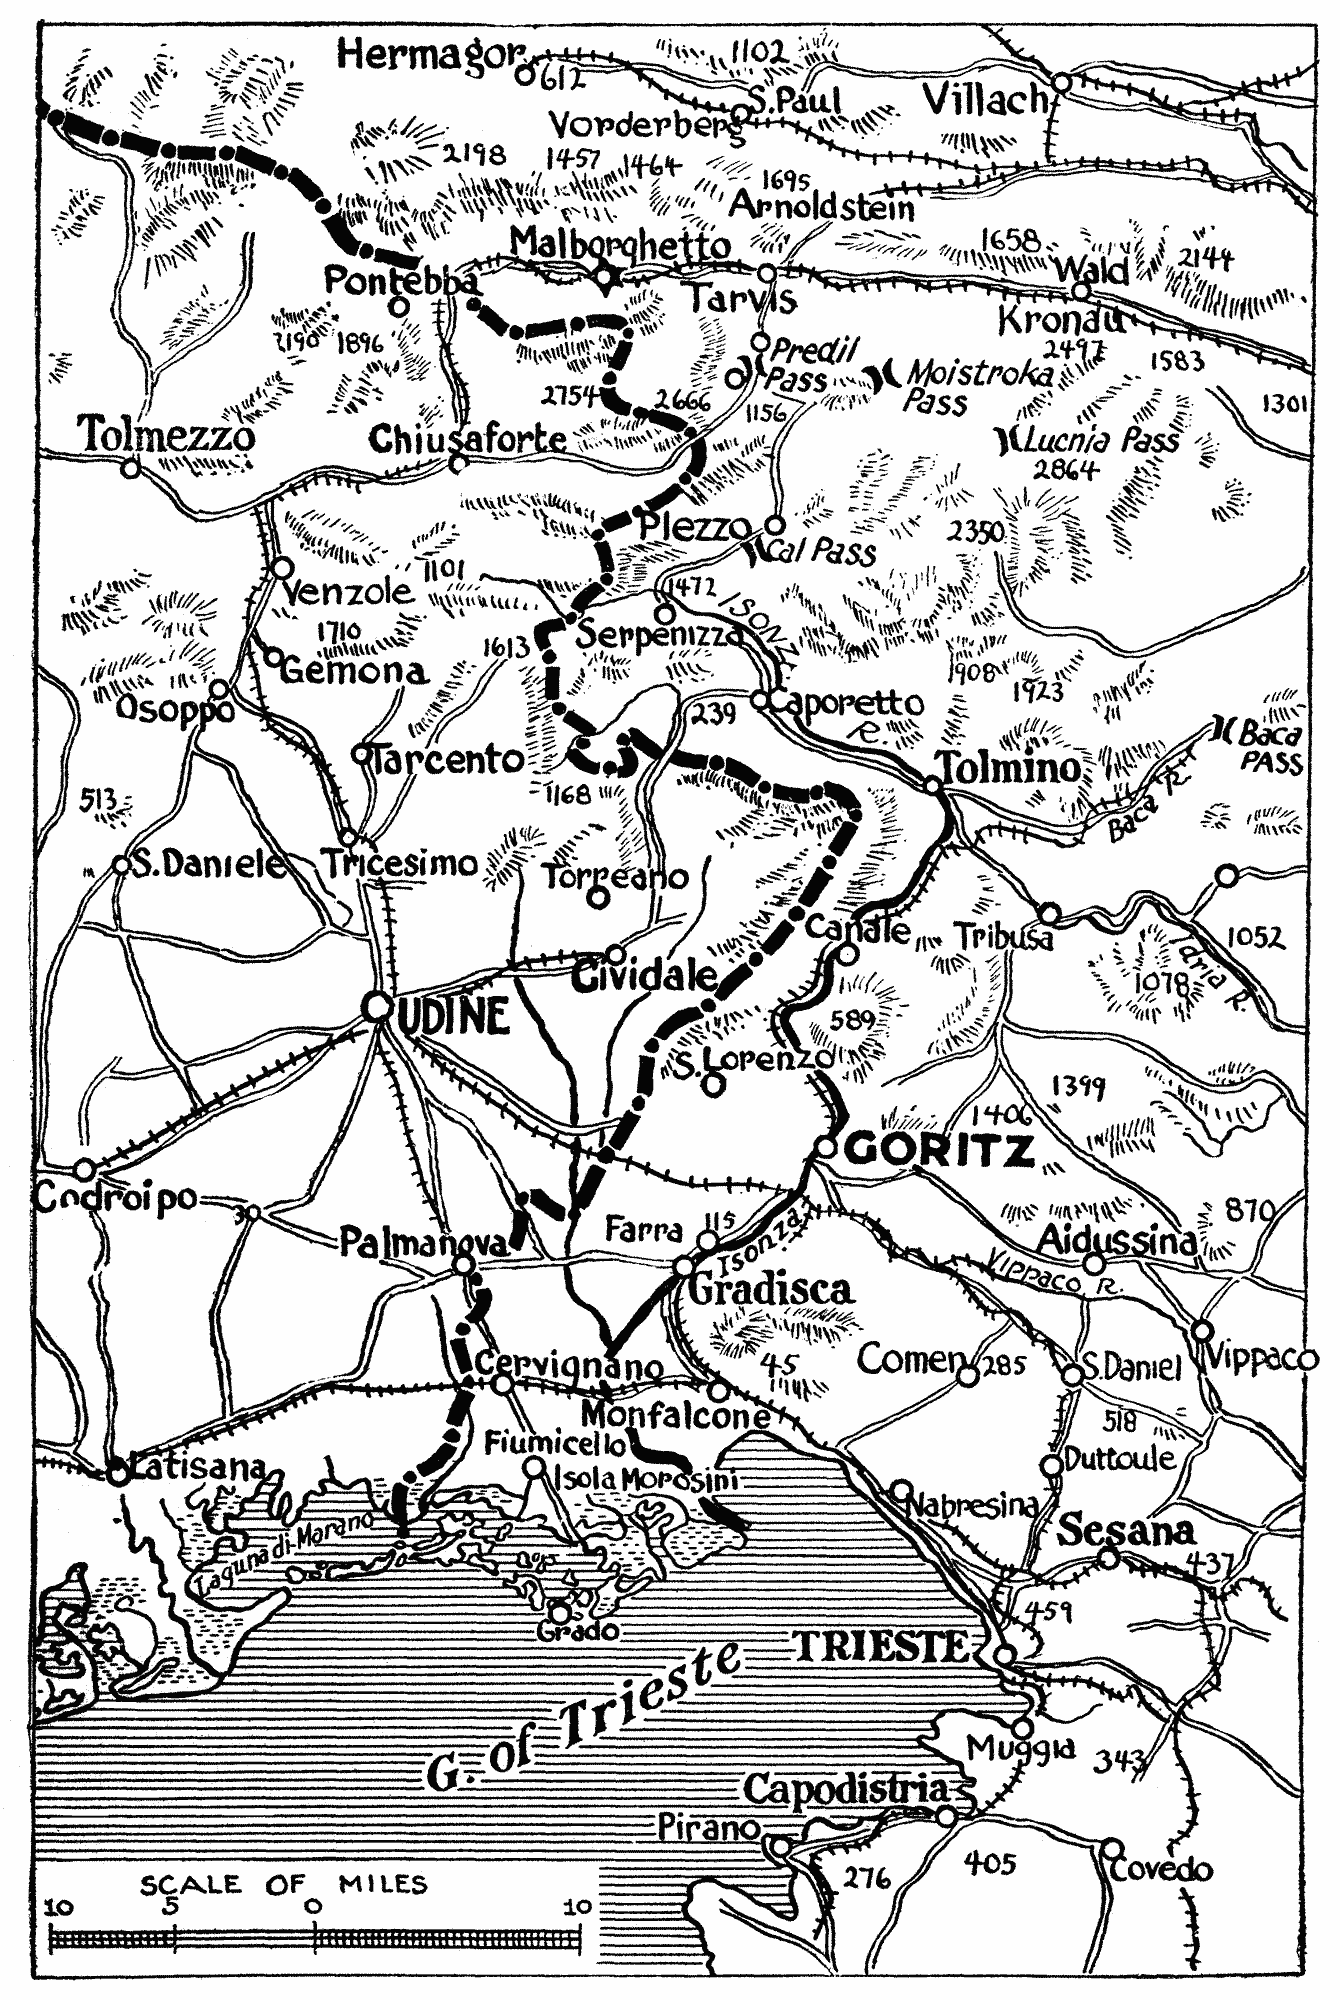 Hermagor
612
1102
S.Paul
Villach
Vorderberg
2198
1457
1464
1695
Arnoldstein
Malborghetto
1658
Wald
2144
Pontebba
Tarvis
Kronau
2190
1896
Predil
Pass
2497
1583
Moistroka
Pass
2754
2666
1156
1301
Tolmezzo
Chiusaforte
Lucnia Pass
2864
Plezzo
Cal Pass
2350
Venzole
1101
1472
ISONZO
1710
1613
Serpenizza
Gemona
1908
1923
Osoppo
239
Caporetto
R.
Baca
PASS
Tarcento
Tolmino
513
1168
Baca R.
S.Daniele
Tricesimo
Torreano
Canale
Tribusa
1052
Cividale
1078
dria R.
UDINE
589
S.Lorenzo
1399
1406
GORITZ
Codroipo
870
Palmanova
Farra
115
Isonzo
Aidussina
Vippaco R.
Gradisca
Cervignano
45
Comen
285
S.Daniel
Vippaco
Monfalcone
518
Fiumicello
Duttoule
Latisana
Isola Morosini
Nabresina
Laguna di Marano
Sesana
437
459
Grado
TRIESTE
G. of Trieste
Muggia
343
Capodistria
Pirano
276
405
Covedo
SCALE OF MILES
10 5 0 10